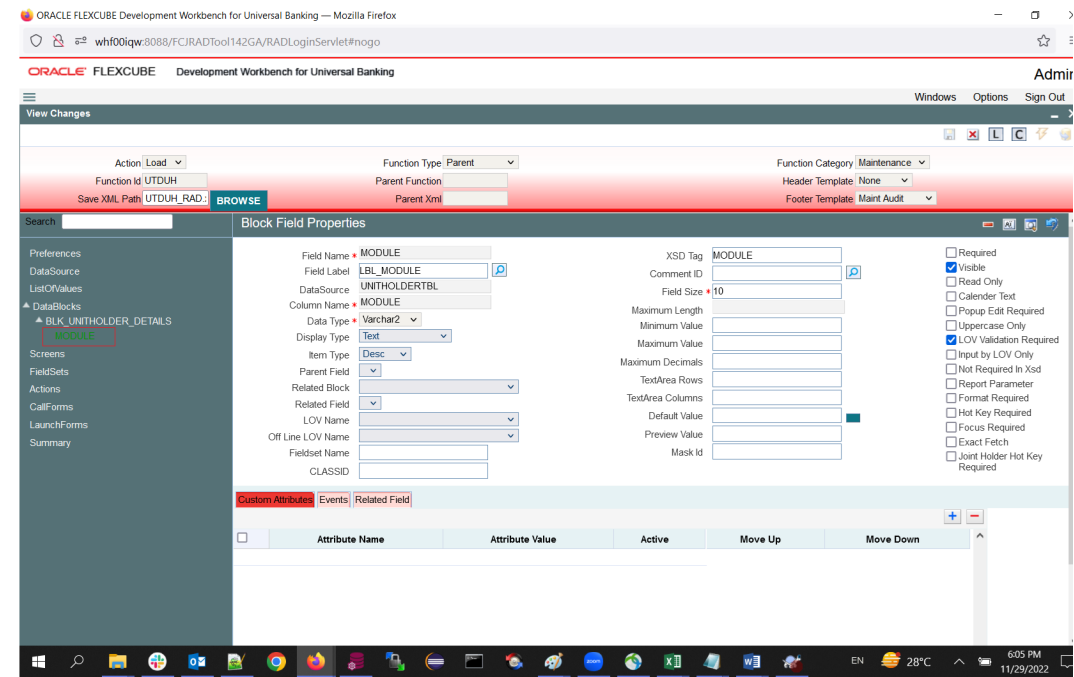 ORACLE FLEXCUBE Development Workbench for Universal Banking — Mozilla Firefox
whf00iqw:8088/FCJRADTool142GA/RADLoginServlet#nogo
ORACLE FLEXCUBE Development Workbench for Universal Banking
Admin
Windows Options Sign Out
View Changes
L C
Action Load Function Type Parent Function Category Maintenance
Function Id UTDUH Parent Function Header Template None
Save XML Path UTDUH_RAD. BROWSE Parent Xml Footer Template Maint Audit
Search Block Field Properties
Preferences
DataSource
ListOfValues
DataBlocks
BLK_UNITHOLDER_DETAILS
MODULE
Screens
FieldSets
Actions
CallForms
LaunchForms
Summary
Field Name * MODULE
Field Label LBL_MODULE
DataSource UNITHOLDERTBL
Column Name * MODULE
Data Type * Varchar2
Display Type Text
Item Type Desc
Parent Field
Related Block
Related Field
LOV Name
Off Line LOV Name
Fieldset Name
CLASSID
XSD Tag MODULE
Comment ID
Field Size * 10
Maximum Length
Minimum Value
Maximum Value
Maximum Decimals
TextArea Rows
TextArea Columns
Default Value
Preview Value
Mask Id
Required
Visible
Read Only
Calender Text
Popup Edit Required
Uppercase Only
LOV Validation Required
Input by LOV Only
Not Required In Xsd
Report Parameter
Format Required
Hot Key Required
Focus Required
Exact Fetch
Joint Holder Hot Key
Required
Custom Attributes Events Related Field
Attribute Name Attribute Value Active Move Up Move Down
zoom
EN 28°C 6:05 PM
11/29/2022